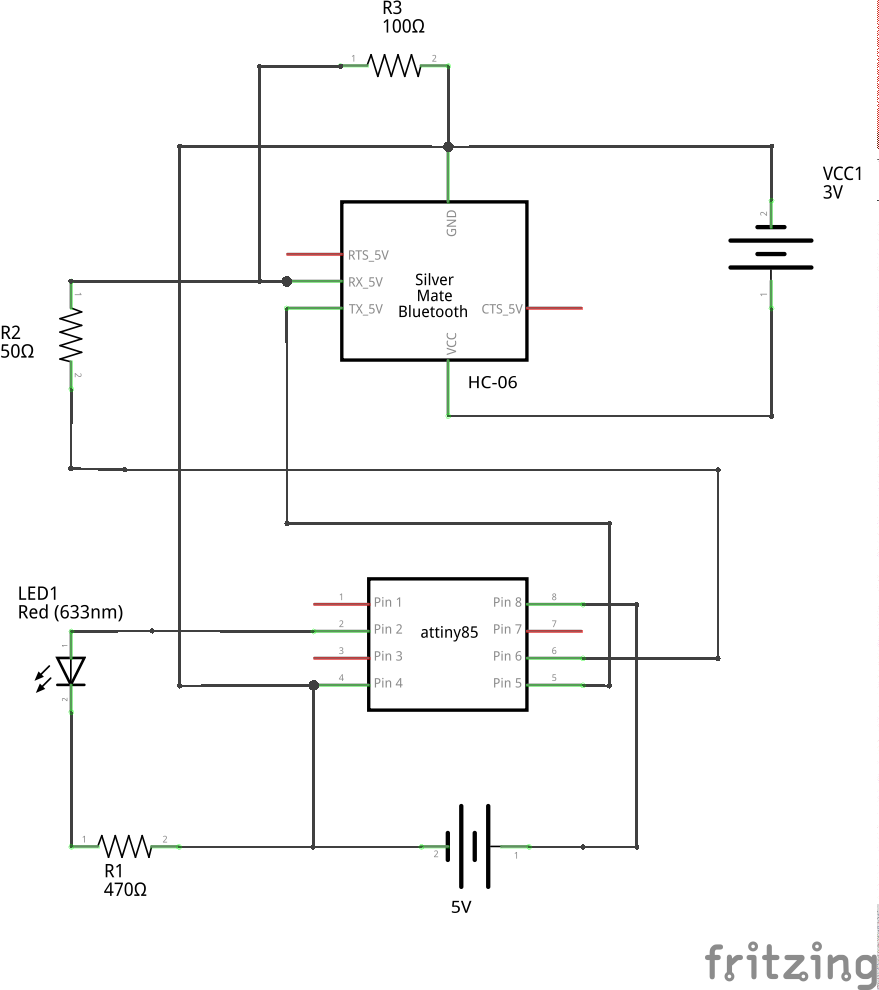 R3
100Ω
1
2
VCC1
3V
2
1
GND
RTS_5V
RX_5V
TX_5V
Silver
Mate
Bluetooth
CTS_5V
VCC
HC-06
1
R2
50Ω
2
LED1
Red (633nm)
1
2
1
Pin 1
Pin 8
8
2
Pin 2
attiny85
Pin 7
7
3
Pin 3
Pin 6
6
4
Pin 4
Pin 5
5
1
2
R1
470Ω
2
1
5V
fritzing